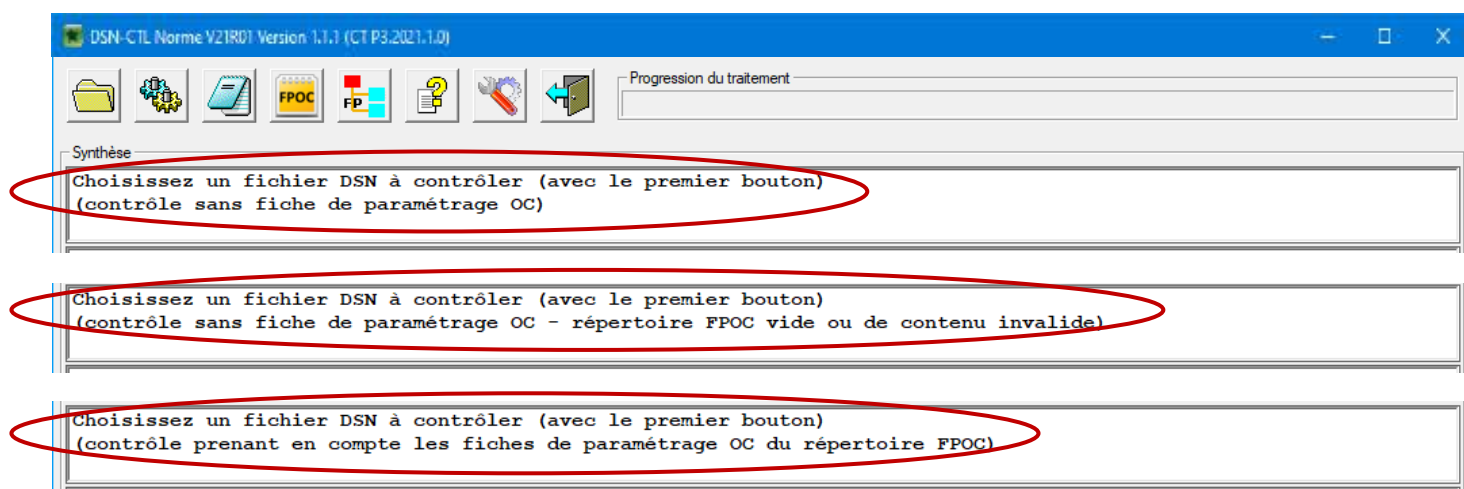 DSN-CTL Norme V21R01 Version 1.1.1 (CT P3.2021.1.0)
FPOC
FP
Progression du traitement
Synthèse
Choisissez un fichier DSN à contrôler (avec le premier bouton)
(contrôle sans fiche de paramétrage OC)
Choisissez un fichier DSN à contrôler (avec le premier bouton)
(contrôle sans fiche de paramétrage OC - répertoire FPOC vide ou de contenu invalide)
Choisissez un fichier DSN à contrôler (avec le premier bouton)
(contrôle prenant en compte les fiches de paramétrage OC du répertoire FPOC)